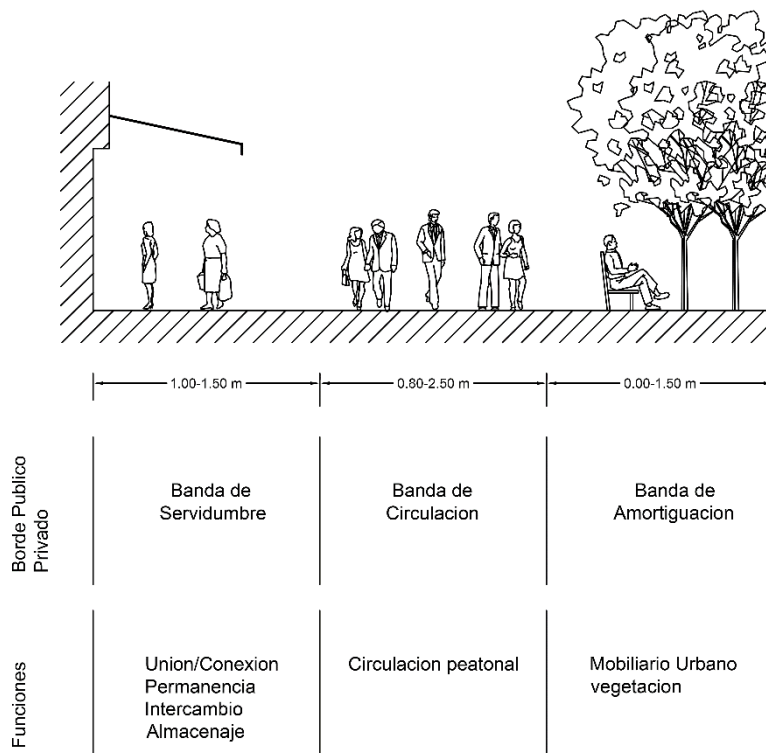 1.00-1.50 m
0.80-2.50 m
0.00-1.50 m
Borde Publico
Privado
Banda de
Servidumbre
Banda de
Circulacion
Banda de
Amortiguacion
Funciones
Union/Conexion
Permanencia
Intercambio
Almacenaje
Circulacion peatonal
Mobiliario Urbano
vegetacion